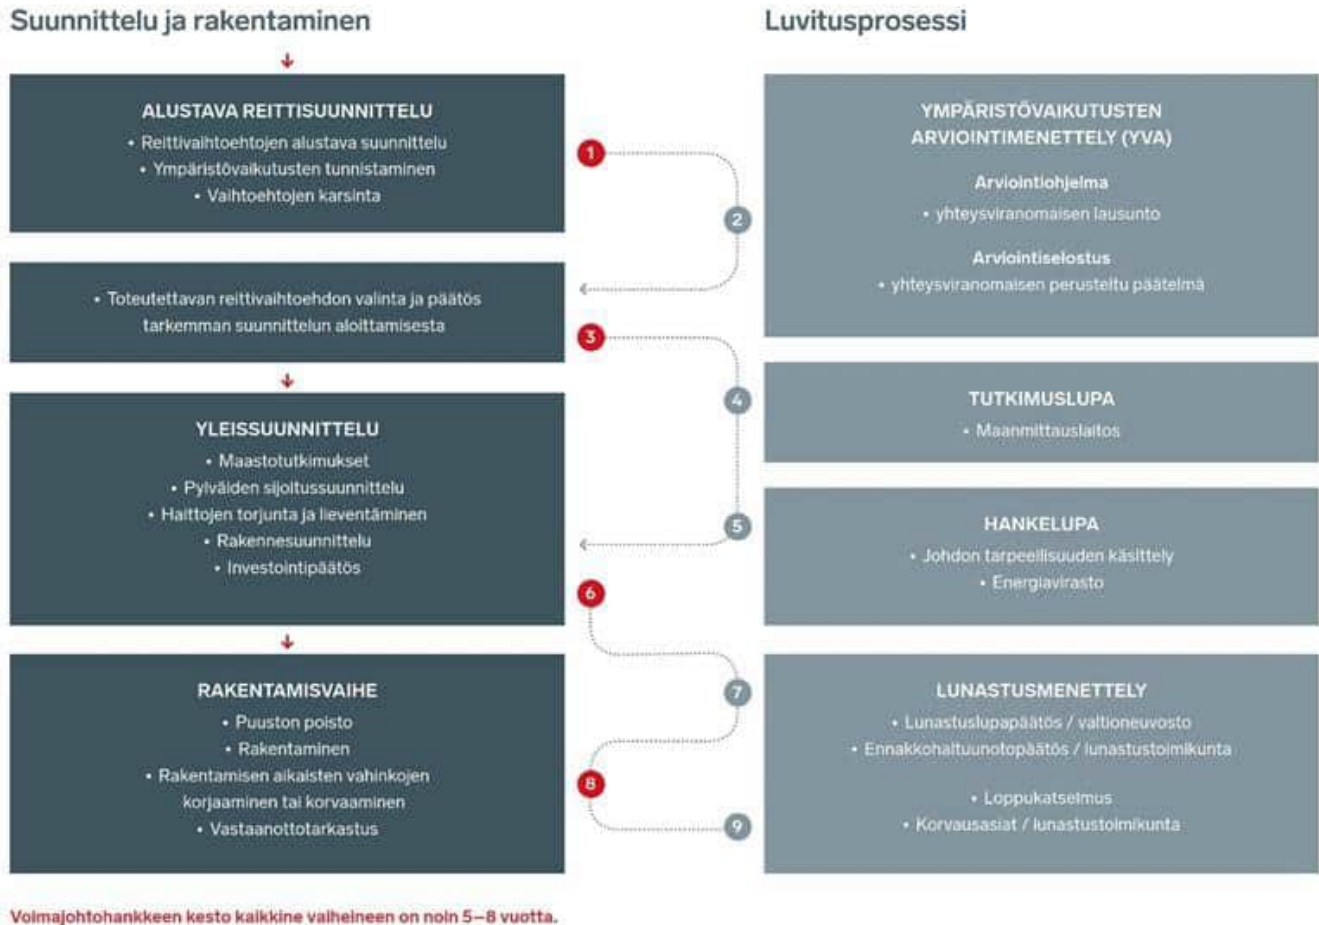 Suunnittelu ja rakentaminen
ALUSTAVA REITTISUUNNITTELU
• Reittivaihtoehtojen alustava suunnittelu
• Ympäristövaikutusten tunnistaminen
• Vaihtoehtojen karsinta
• Toteutettavan reittivaihtoehdon valinta ja päätös
tarkemman suunnittelun aloittamisesta
YLEISSUUNNITTELU
• Maastotutkimukset
• Pylväiden sijoitussuunnittelu
• Haittojen torjunta ja lieventäminen
• Rakennesuunnittelu
• Investointipäätös
RAKENTAMISVAIHE
• Puuston poisto
• Rakentaminen
• Rakentamisen aikaisten vahinkojen
korjaaminen tai korvaaminen
• Vastaanottotarkastus
1
2
3
4
5
6
7
8
9
Luvitusprosessi
YMPÄRISTÖVAIKUTUSTEN
ARVIOINTIMENETTELY (YVA)
Arviointiohjelma
• yhteysviranomaisen lausunto
Arviointiselostus
• yhteysviranomaisen perusteltu päätelmä
TUTKIMUSLUPA
• Maanmittauslaitos
HANKELUPA
• Johdon tarpeellisuuden käsittely
• Energiavirasto
LUNASTUSMENETTELY
• Lunastuslupapäätös / valtioneuvosto
• Ennakkohaltuunotopäätös / lunastustoimikunta
• Loppukatselmus
• Korvausasiat / lunastustoimikunta
Voimajohtohankkeen kesto kaikkine vaiheineen on noin 5–8 vuotta.